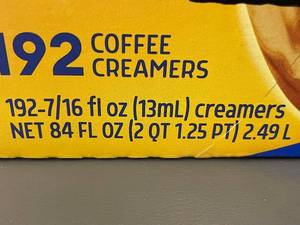 192 COFFEE
CREAMERS
192-7/16 fl oz (13mL) creamers
NET 84 FL OZ (2 QT 1.25 PT) 2.49 L